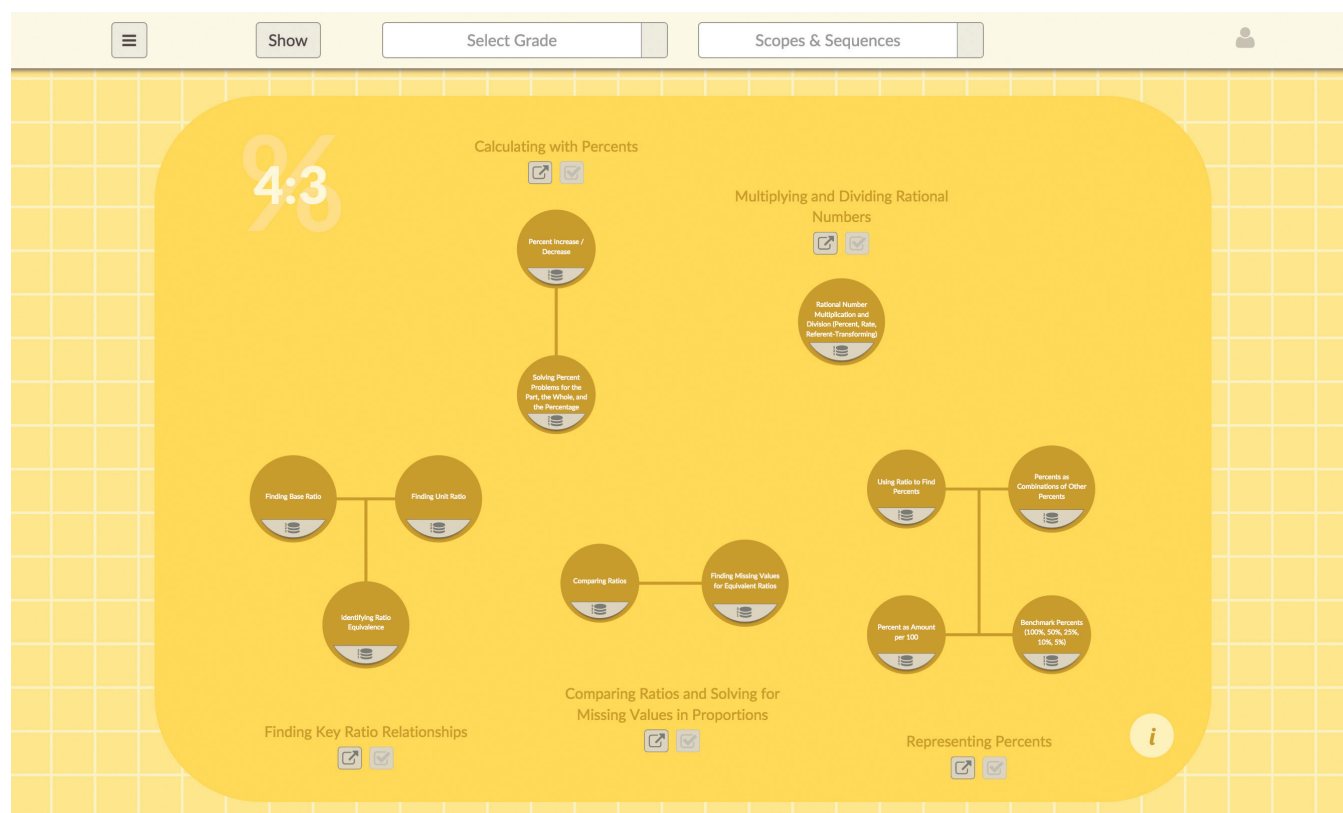 Show
Select Grade
Scopes & Sequences
%
4:3
Calculating with Percents
Percent Increase /
Decrease
Solving Percent
Problems for the
Part, the Whole, and
the Percentage
Multiplying and Dividing Rational
Numbers
Rational Number
Multiplication and
Division (Percent, Rate,
Referent-Transforming)
Finding Base Ratio
Finding Unit Ratio
Identifying Ratio
Equivalence
Finding Key Ratio Relationships
Comparing Ratios
Finding Missing Values
for Equivalent Ratios
Comparing Ratios and Solving for
Missing Values in Proportions
Using Ratio to Find
Percents
Percents as
Combinations of Other
Percents
Percent as Amount
per 100
Benchmark Percents
(100%, 50%, 25%,
10%, 5%)
Representing Percents
i